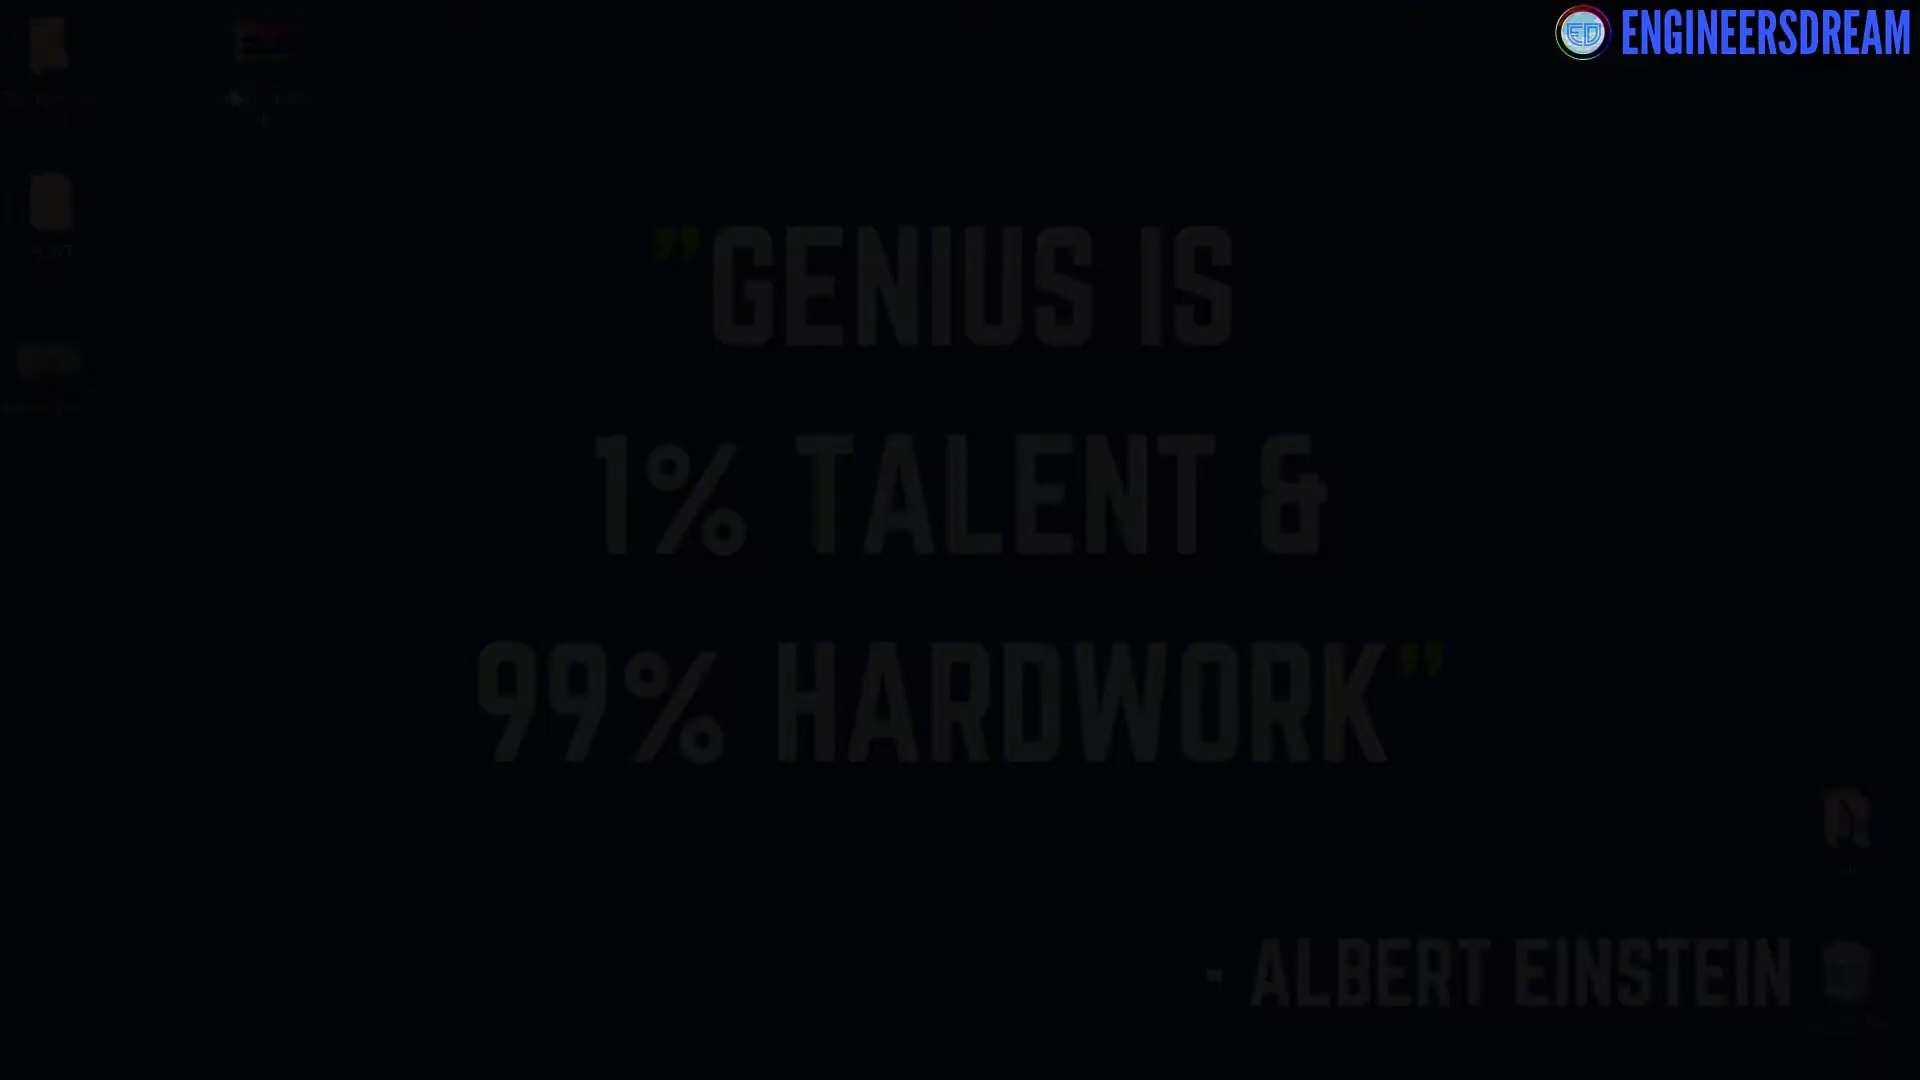 ENGINEERSDREAM
"GENIUS IS
1% TALENT &
99% HARDWORK"
- ALBERT EINSTEIN